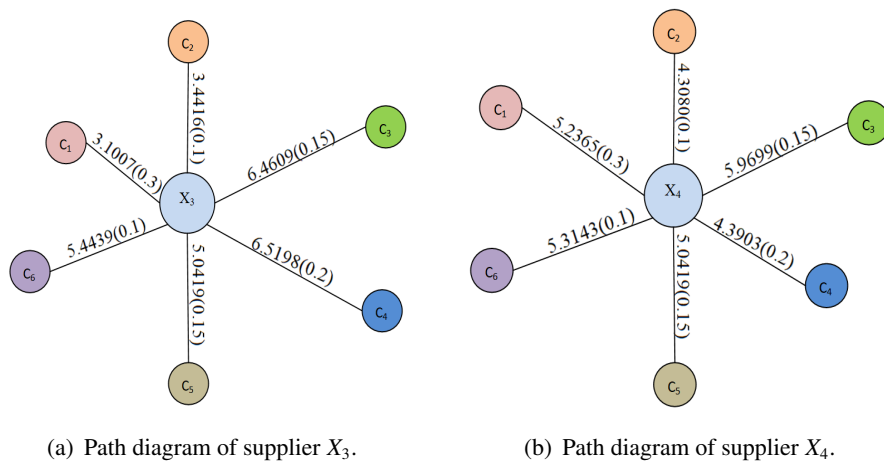 C₂
3.4416(0.1)
C₁
3.1007(0.3)
C₃
6.4609(0.15)
X₃
5.4439(0.1)
C₆
6.5198(0.2)
C₄
5.0419(0.15)
C₅
(a) Path diagram of supplier X₃.
C₂
4.3080(0.1)
C₁
5.2365(0.3)
C₃
5.9699(0.15)
X₄
5.3143(0.1)
C₆
4.3903(0.2)
C₄
5.0419(0.15)
C₅
(b) Path diagram of supplier X₄.